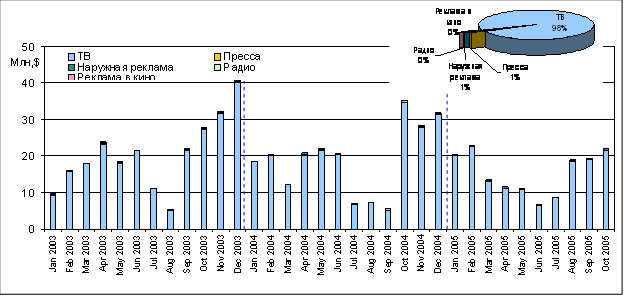 Реклама в
кино
0%
ТВ
98%
Радио
0%
Наружная
реклама
1%
Пресса
1%
Млн,$
ТВ
Пресса
Наружная реклама
Радио
Реклама в кино
50
40
30
20
10
0
Jan 2003
Feb 2003
Mar 2003
Apr 2003
May 2003
Jun 2003
Jul 2003
Aug 2003
Sep 2003
Oct 2003
Nov 2003
Dec 2003
Jan 2004
Feb 2004
Mar 2004
Apr 2004
May 2004
Jun 2004
Jul 2004
Aug 2004
Sep 2004
Oct 2004
Nov 2004
Dec 2004
Jan 2005
Feb 2005
Mar 2005
Apr 2005
May 2005
Jun 2005
Jul 2005
Aug 2005
Sep 2005
Oct 2005